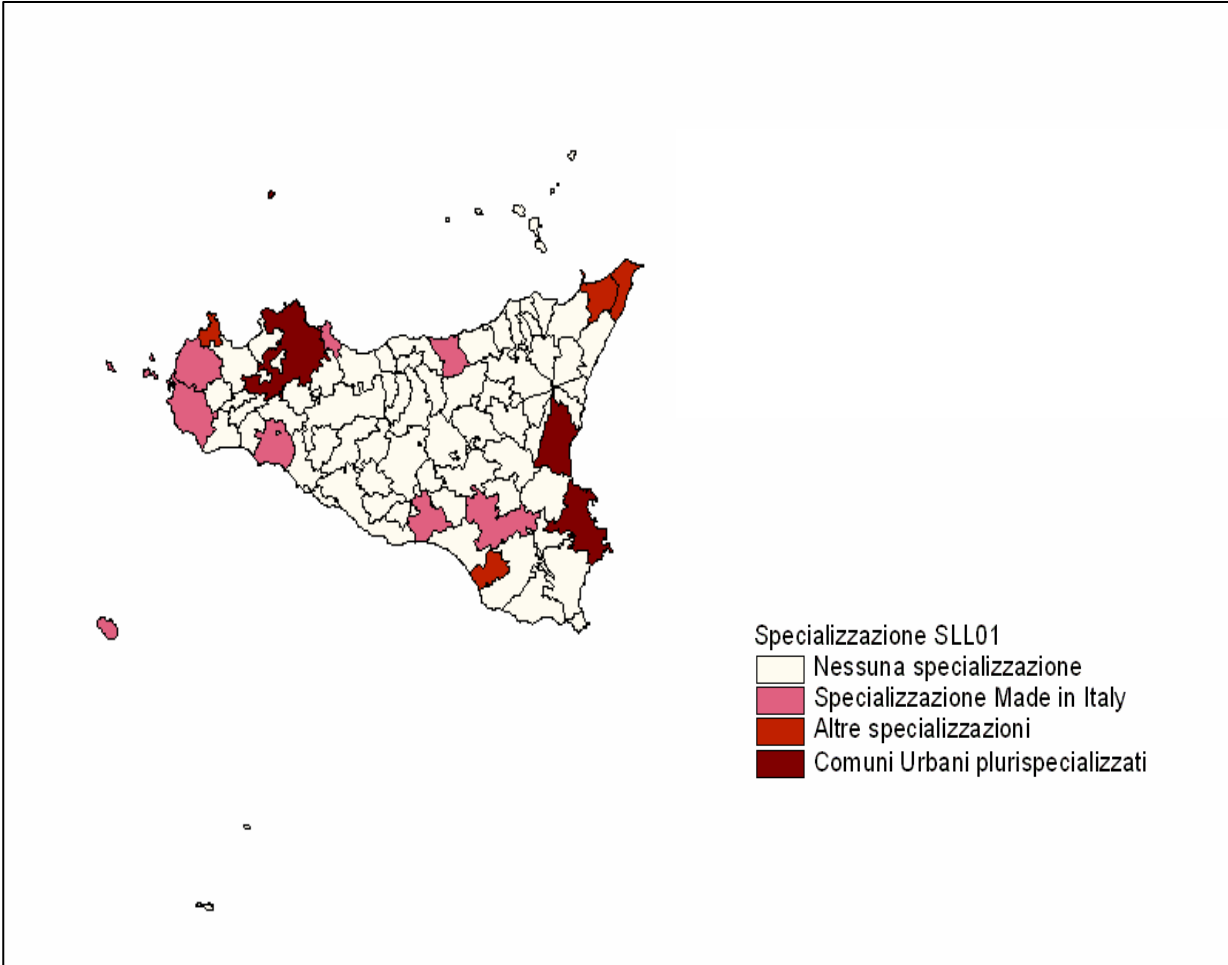 Specializzazione SLL01
Nessuna specializzazione
Specializzazione Made in Italy
Altre specializzazioni
Comuni Urbani plurispecializzati